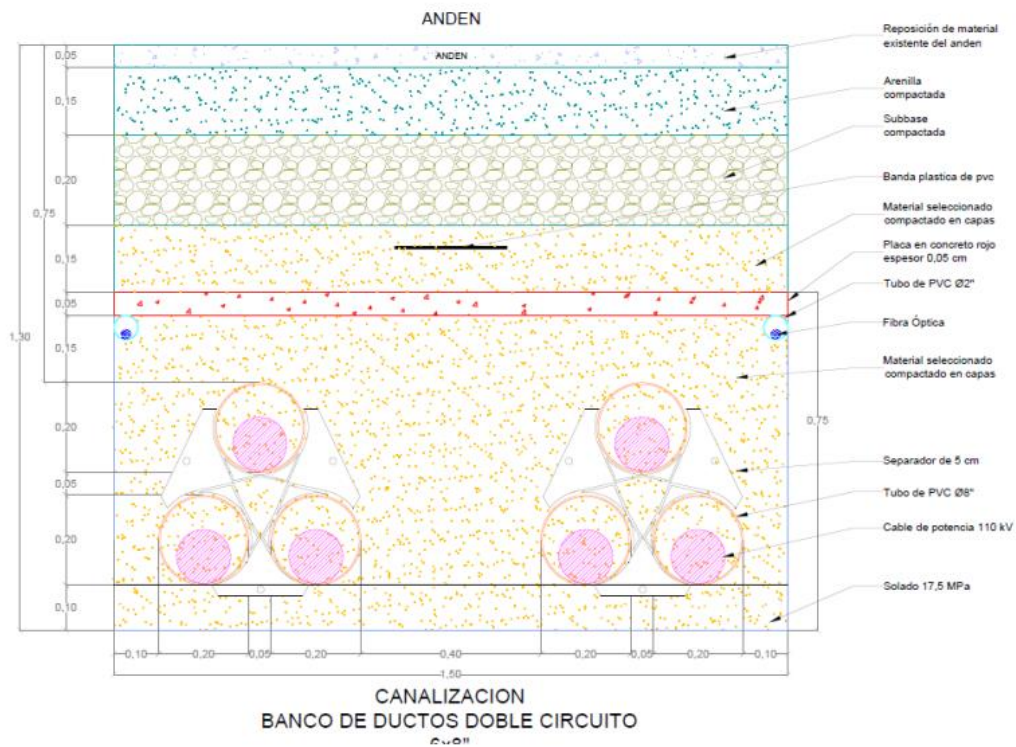 ANDEN
ANDEN
Reposición de material
existente del anden
Arenilla
compactada
Subbase
compactada
Banda plastica de pvc
Material seleccionado
compactado en capas
Placa en concreto rojo
espesor 0,05 cm
Tubo de PVC Ø2"
Fibra Óptica
Material seleccionado
compactado en capas
Separador de 5 cm
Tubo de PVC Ø8"
Cable de potencia 110 kV
Solado 17,5 MPa
0,05
0,15
0,20
0,75
0,15
0,05
1,30
0,15
0,20
0,05
0,20
0,10
0,75
0,10
0,20
0,05
0,20
0,40
0,20
0,05
0,20
0,10
1,50
CANALIZACION
BANCO DE DUCTOS DOBLE CIRCUITO
6x8"